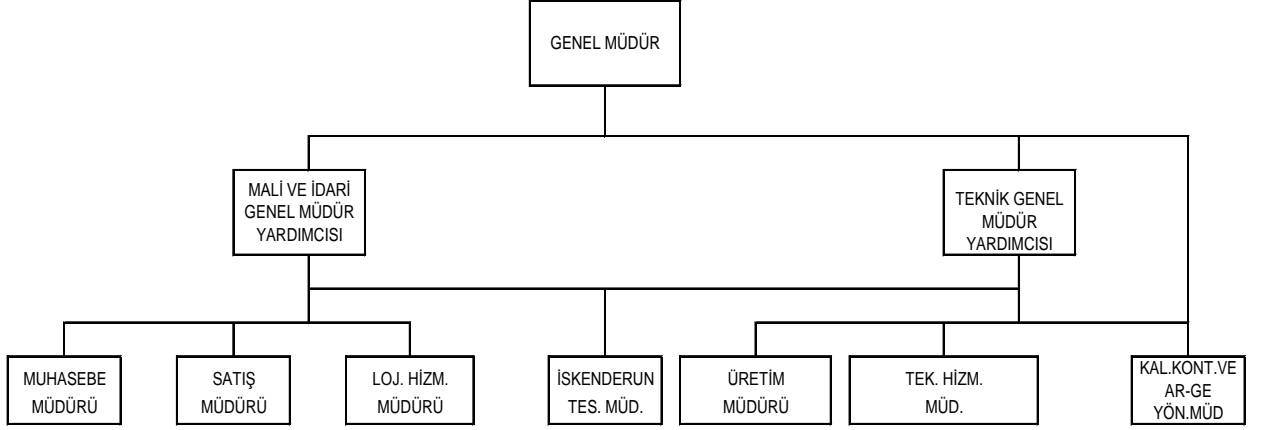 GENEL MÜDÜR
MALİ VE İDARİ
GENEL MÜDÜR
YARDIMCISI
TEKNİK GENEL
MÜDÜR
YARDIMCISI
MUHASEBE
MÜDÜRÜ
SATIŞ
MÜDÜRÜ
LOJ. HİZM.
MÜDÜRÜ
İSKENDERUN
TES. MÜD.
ÜRETİM
MÜDÜRÜ
TEK. HİZM.
MÜD.
KAL.KONT.VE
AR-GE
YÖN.MÜD